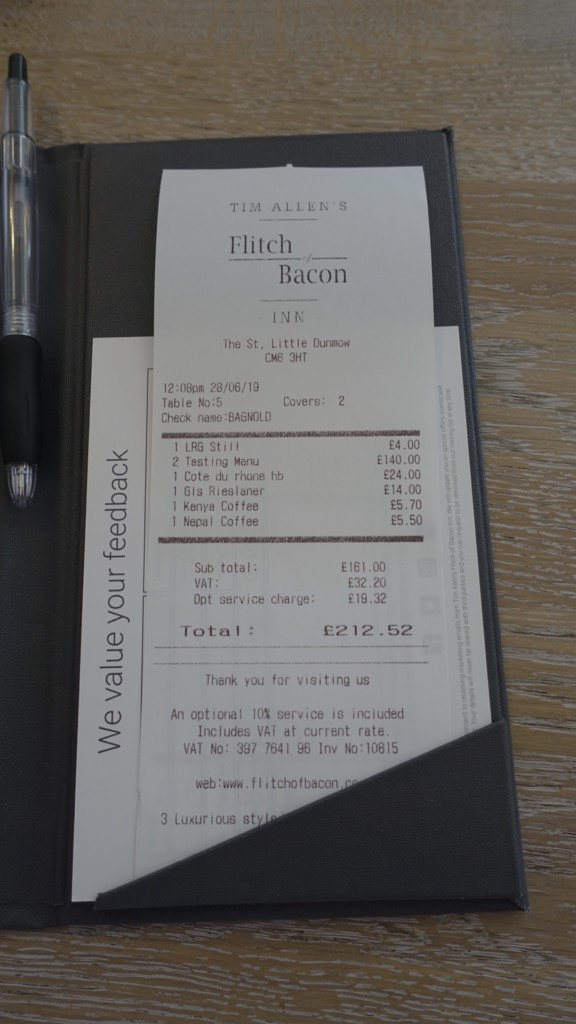 TIM ALLEN'S
Flitch
of
Bacon
INN
The St, Little Dunmow
CM6 3HT
12:08pm 28/06/19
Table No:5 Covers: 2
Check name:BAGNOLD
1 LRG Still £4.00
2 Tasting Menu £140.00
1 Cote du rhone hb £24.00
1 Gls Rieslaner £14.00
1 Kenya Coffee £5.70
1 Nepal Coffee £5.50
Sub total: £161.00
VAT: £32.20
Opt service charge: £19.32
Total: £212.52
Thank you for visiting us
An optional 10% service is included
Includes VAT at current rate.
VAT No: 397 7641 96 Inv No:10815
web:www.flitchofbacon.co
3 Luxurious style
We value your feedback